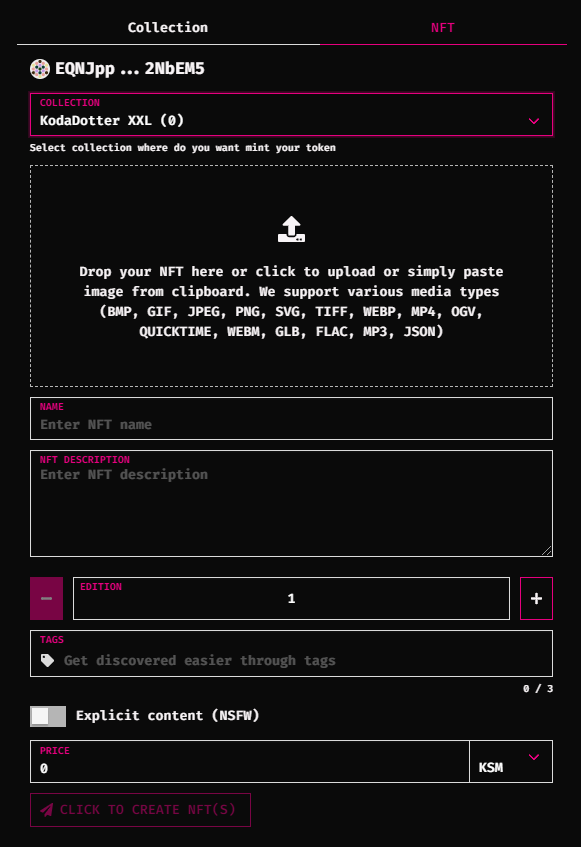 Collection NFT
EQNJpp ... 2NbEM5
COLLECTION
KodaDotter XXL (0)
Select collection where do you want mint your token
Drop your NFT here or click to upload or simply paste
image from clipboard. We support various media types
(BMP, GIF, JPEG, PNG, SVG, TIFF, WEBP, MP4, OGV,
QUICKTIME, WEBM, GLB, FLAC, MP3, JSON)
NAME
Enter NFT name
NFT DESCRIPTION
Enter NFT description
EDITION
1
TAGS
Get discovered easier through tags
0 / 3
Explicit content (NSFW)
PRICE
0 KSM
CLICK TO CREATE NFT(S)